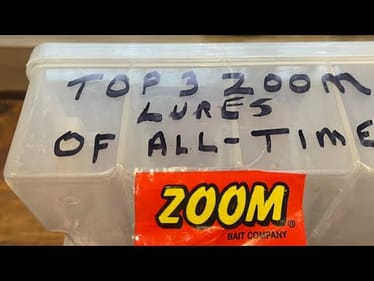 TOP 3 ZOOM
LURES
OF ALL-TIME
ZOOM®
BAIT COMPANY